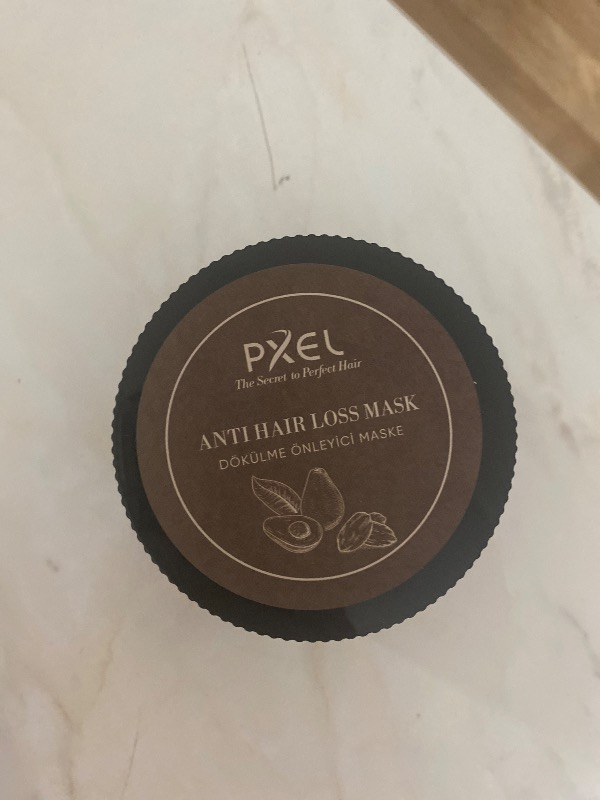 PXEL
The Secret to Perfect Hair
ANTI HAIR LOSS MASK
DÖKÜLME ÖNLEYİCİ MASKE